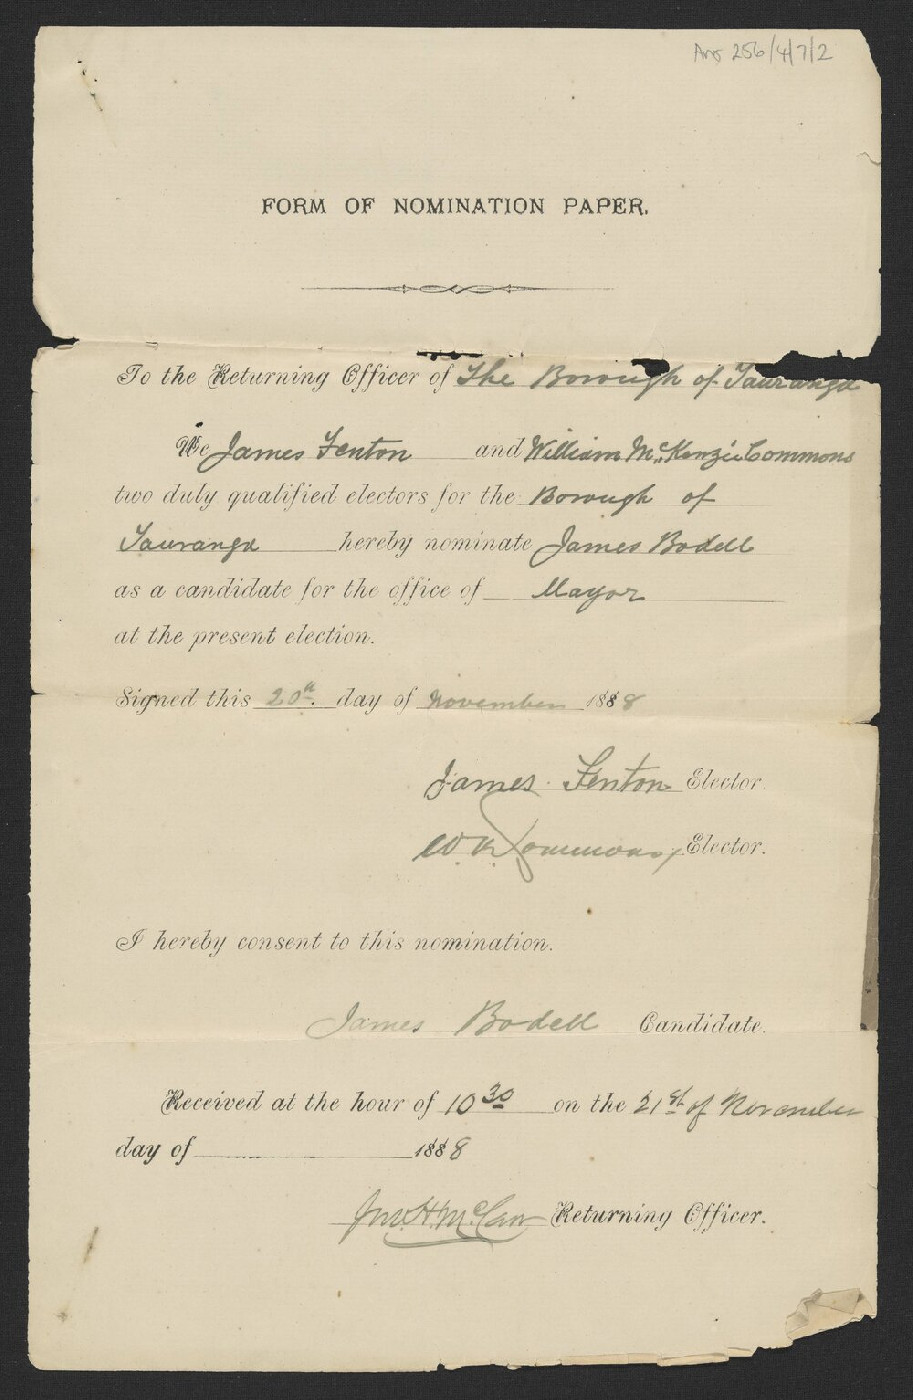 Ams 256/4/7/2
FORM OF NOMINATION PAPER.
To the Returning Officer of The Borough of Tauranga
We James Fenton and William McKenzie Commons
two duly qualified electors for the Borough of
Tauranga hereby nominate James Bodell
as a candidate for the office of Mayor
at the present election.
Signed this 20th day of November 1888
James Fenton Elector.
W. M. Commons Elector.
I hereby consent to this nomination.
James Bodell Candidate.
Received at the hour of 10 30 on the 21st of November
day of 1888
Returning Officer.